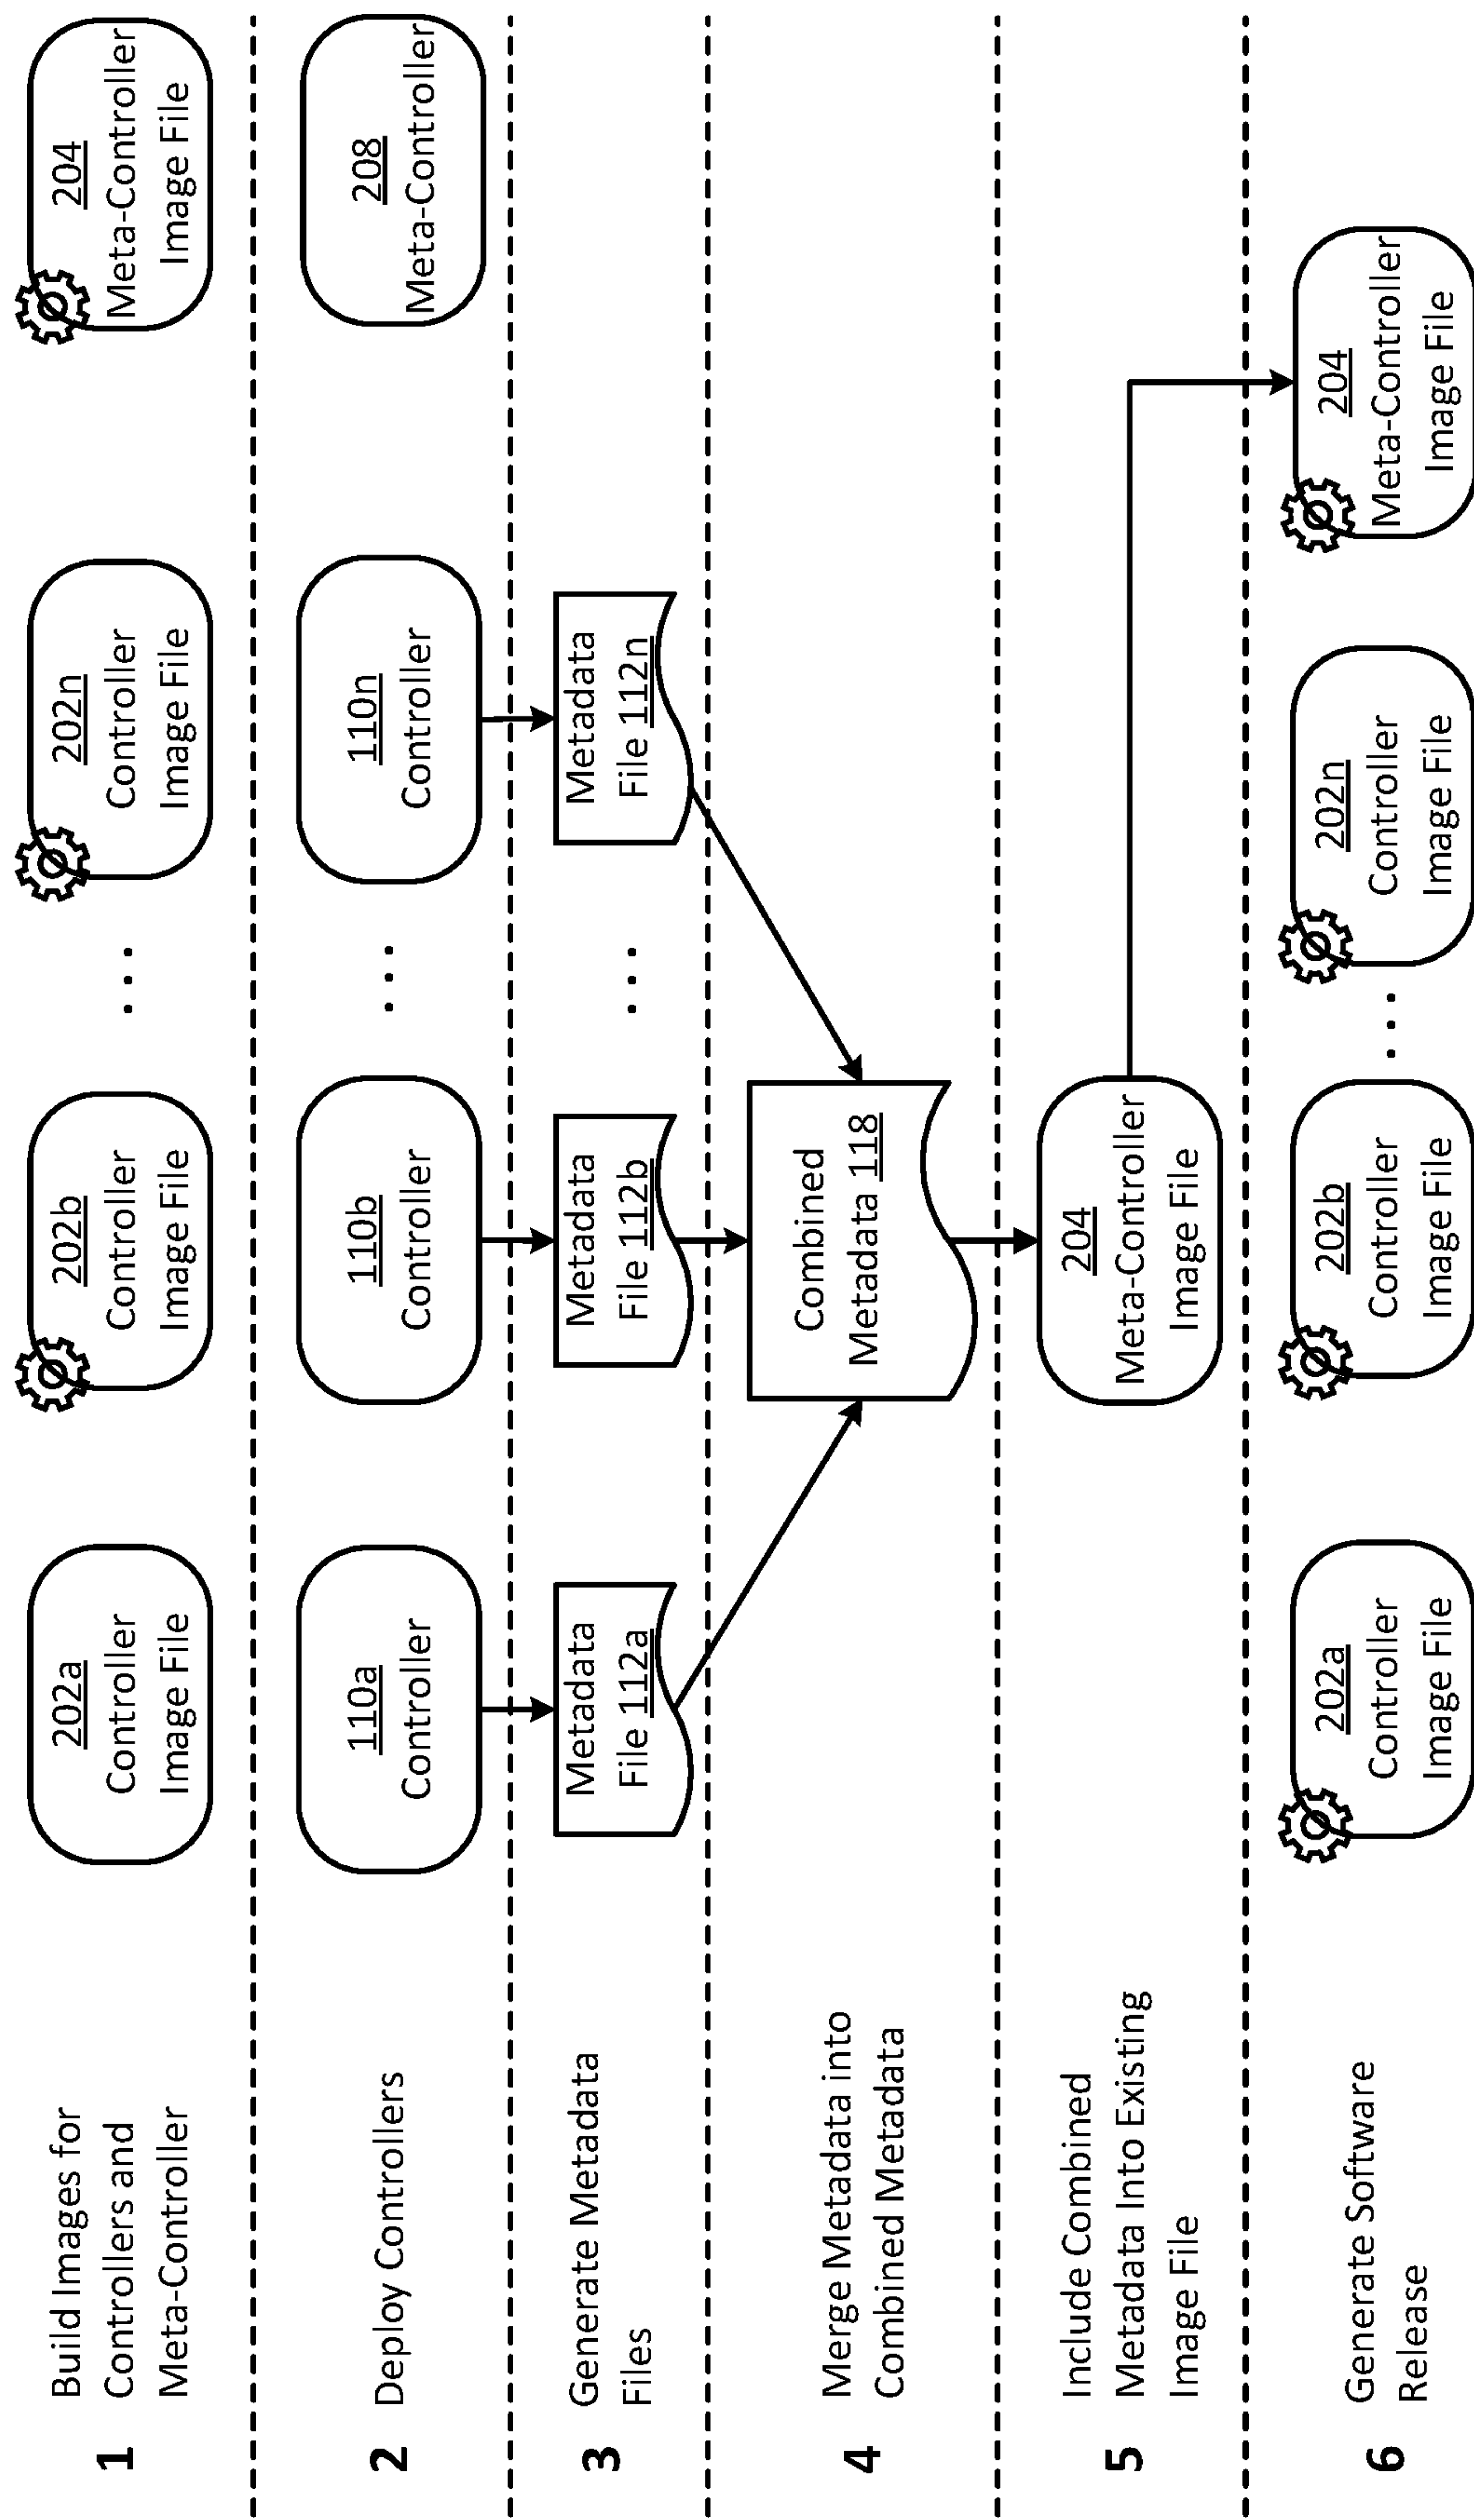 1
Build Images for
Controllers and
Meta-Controller
202a
Controller
Image File
202b
Controller
Image File
. . .
202n
Controller
Image File
204
Meta-Controller
Image File
2
Deploy Controllers
110a
Controller
110b
Controller
. . .
110n
Controller
208
Meta-Controller
3
Generate Metadata
Files
Metadata
File 112a
Metadata
File 112b
. . .
Metadata
File 112n
4
Merge Metadata into
Combined Metadata
Combined
Metadata 118
5
Include Combined
Metadata Into Existing
Image File
204
Meta-Controller
Image File
6
Generate Software
Release
202a
Controller
Image File
202b
Controller
Image File
. . .
202n
Controller
Image File
204
Meta-Controller
Image File